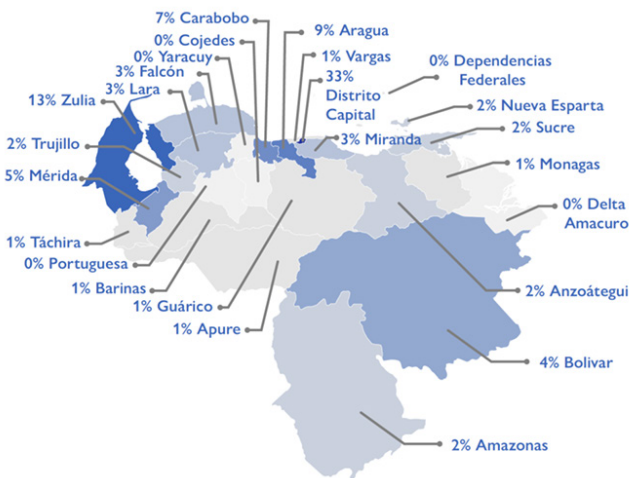 7% Carabobo
9% Aragua
0% Cojedes
1% Vargas
0% Yaracuy
0% Dependencias
Federales
3% Falcón
33%
Distrito
Capital
3% Lara
13% Zulia
2% Nueva Esparta
2% Sucre
2% Trujillo
3% Miranda
1% Monagas
5% Mérida
0% Delta
Amacuro
1% Táchira
0% Portuguesa
1% Barinas
2% Anzoátegui
1% Guárico
1% Apure
4% Bolivar
2% Amazonas